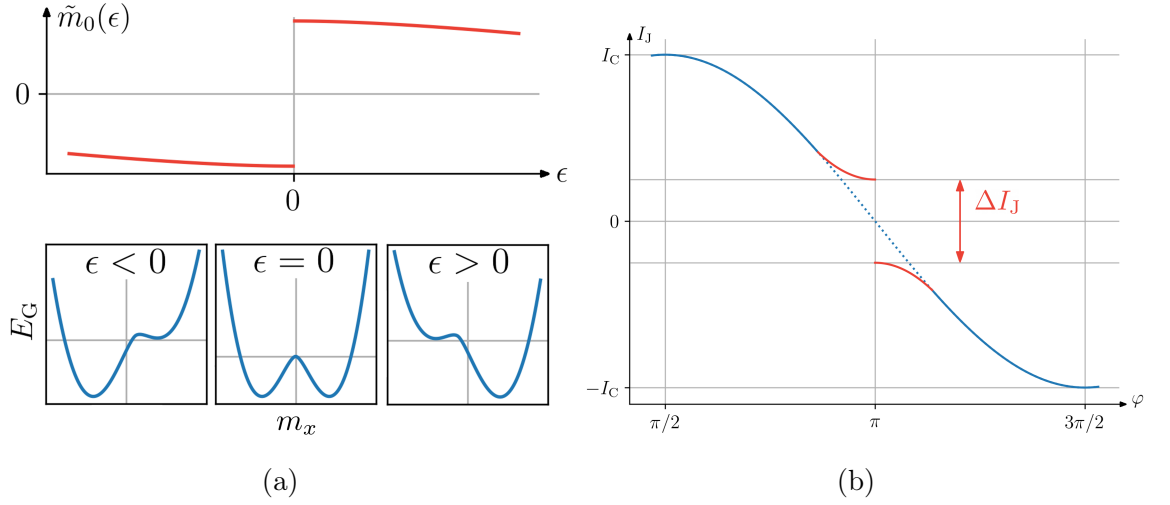 m̃₀(ϵ)
0
ϵ
0
ϵ < 0
ϵ = 0
ϵ > 0
E_G
m_x
(a)
I_J
I_C
0
−I_C
ΔI_J
π/2
π
3π/2
φ
(b)